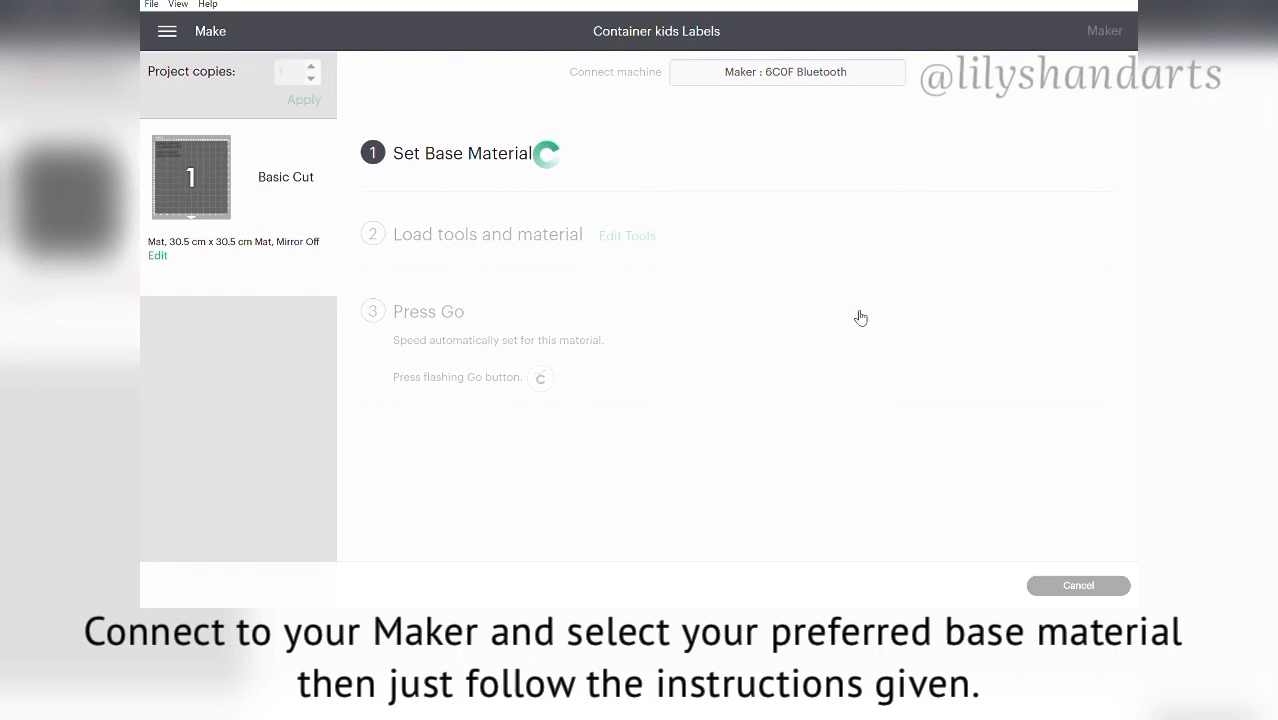 File View Help
Make
Container kids Labels
Maker
Project copies:
1
Apply
Connect machine
Maker : 6C0F Bluetooth
@lilyshandarts
1
Basic Cut
Mat, 30.5 cm x 30.5 cm Mat, Mirror Off
Edit
1 Set Base Material
2 Load tools and material Edit Tools
3 Press Go
Speed automatically set for this material.
Press flashing Go button.
Cancel
Connect to your Maker and select your preferred base material
then just follow the instructions given.